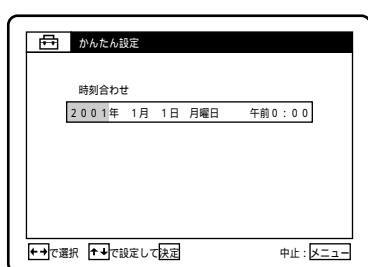 かんたん設定
時刻合わせ
2001年 1月 1日 月曜日 午前0:00
←→で選択 ↑↓で設定して決定 中止:メニュー